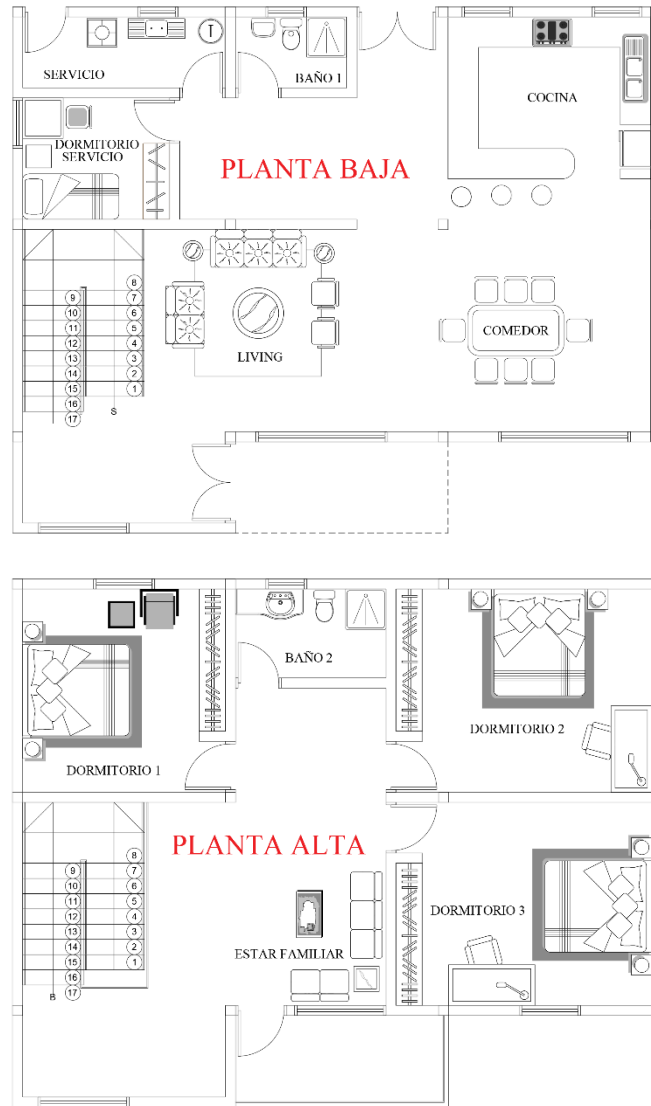 SERVICIO
T
BAÑO 1
COCINA
DORMITORIO
SERVICIO
PLANTA BAJA
8
9
7
10
6
11
5
12
4
13
3
14
2
15
1
16
17
S
LIVING
COMEDOR
BAÑO 2
DORMITORIO 1
DORMITORIO 2
PLANTA ALTA
8
9
7
10
6
11
5
12
4
13
3
14
2
15
1
16
17
B
ESTAR FAMILIAR
DORMITORIO 3